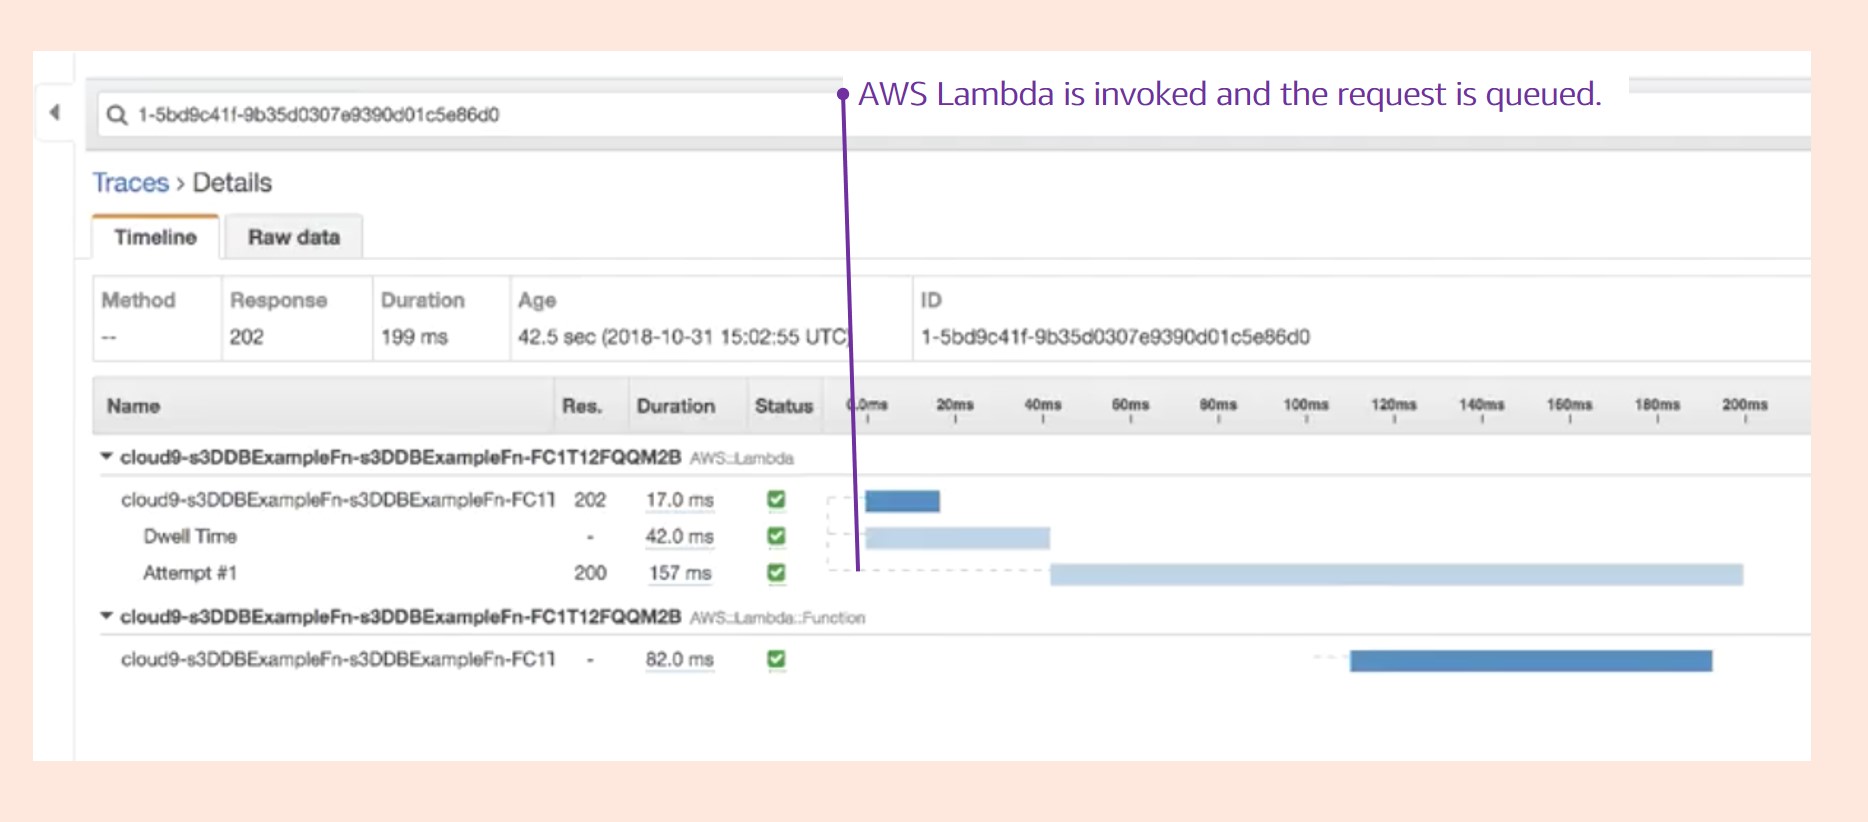 AWS Lambda is invoked and the request is queued.
1-5bd9c41f-9b35d0307e9390d01c5e86d0
Traces > Details
Timeline Raw data
Method Response Duration Age ID
-- 202 199 ms 42.5 sec (2018-10-31 15:02:55 UTC) 1-5bd9c41f-9b35d0307e9390d01c5e86d0
Name Res. Duration Status 0.0ms 20ms 40ms 60ms 80ms 100ms 120ms 140ms 160ms 180ms 200ms
cloud9-s3DDBExampleFn-s3DDBExampleFn-FC1T12FQQM2B AWS::Lambda
cloud9-s3DDBExampleFn-s3DDBExampleFn-FC1T 202 17.0 ms
Dwell Time - 42.0 ms
Attempt #1 200 157 ms
cloud9-s3DDBExampleFn-s3DDBExampleFn-FC1T12FQQM2B AWS::Lambda::Function
cloud9-s3DDBExampleFn-s3DDBExampleFn-FC1T - 82.0 ms